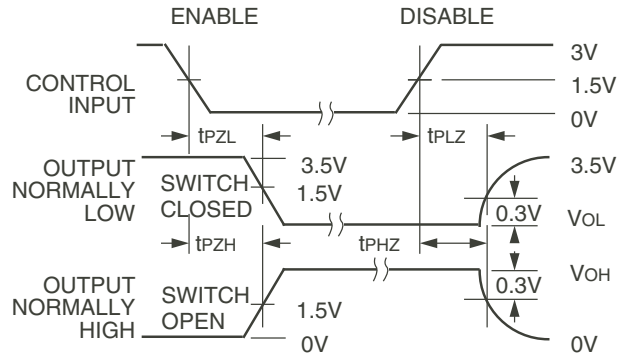 ENABLE DISABLE
3V
CONTROL
INPUT
1.5V
0V
tPZL tPLZ
OUTPUT
NORMALLY
LOW
SWITCH
CLOSED
3.5V
1.5V
3.5V
0.3V VOL
tPZH tPHZ
OUTPUT
NORMALLY
HIGH
SWITCH
OPEN
1.5V
0V
VOH
0.3V
0V